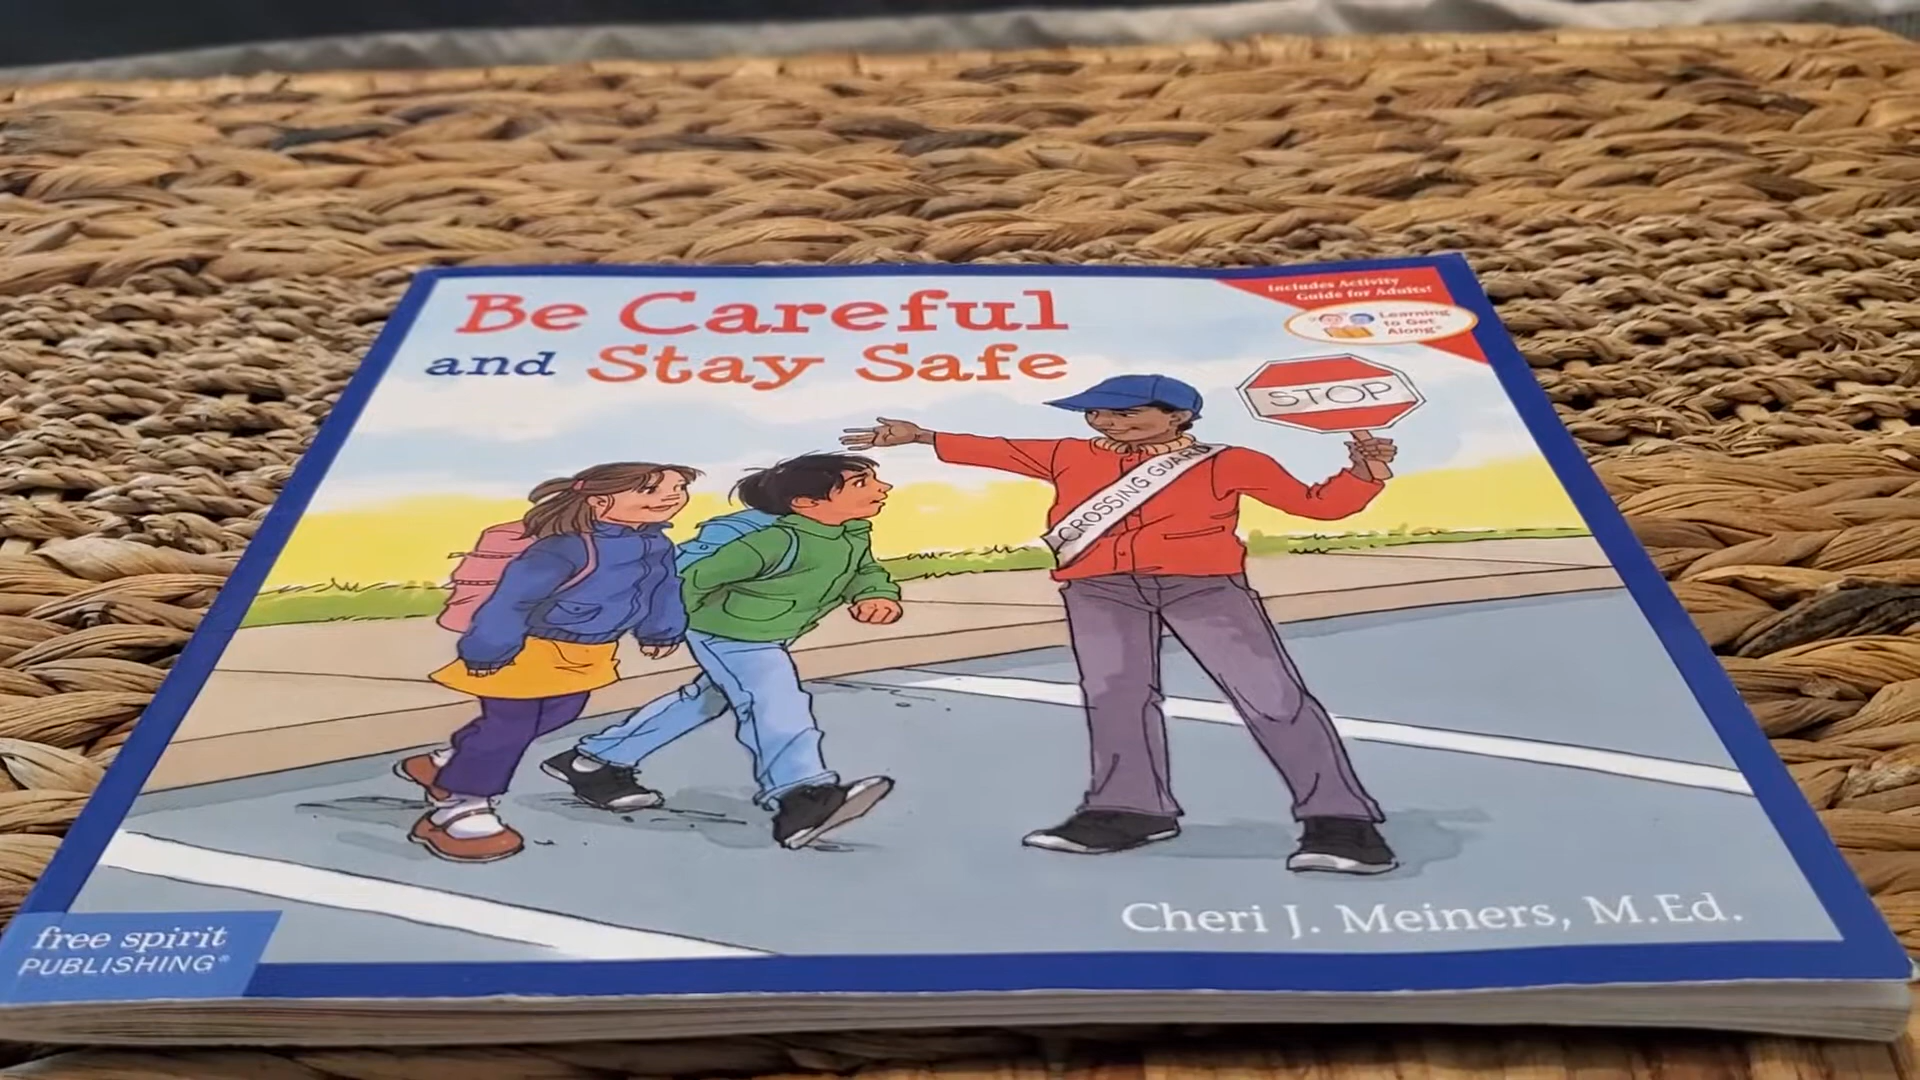 Be Careful
and Stay Safe
Includes Activity
Guide for Adults!
Learning
to Get
Along®
STOP
CROSSING GUARD
Cheri J. Meiners, M.Ed.
free spirit
PUBLISHING®